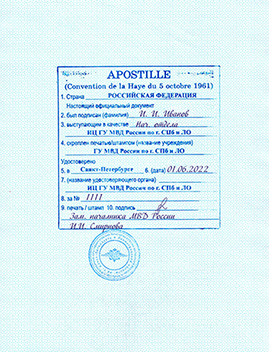 APOSTILLE
(Convention de la Haye du 5 octobre 1961)
1. Страна РОССИЙСКАЯ ФЕДЕРАЦИЯ
Настоящий официальный документ
2. был подписан (фамилия) И. И. Иванов
3. выступающим в качестве Нач. отдела
ИЦ ГУ МВД России по г. СПб и ЛО
4. скреплен печатью/штампом (название учреждения)
ГУ МВД России по г. СПб и ЛО
Удостоверено
5. в Санкт-Петербурге 6. (дата) 01.06.2022
7. (название удостоверяющего органа)
ИЦ ГУ МВД России по г. СПб и ЛО
8. за № 1111
9. печать / штамп 10. подпись
Зам. начальника МВД России
И.И. Смирнова